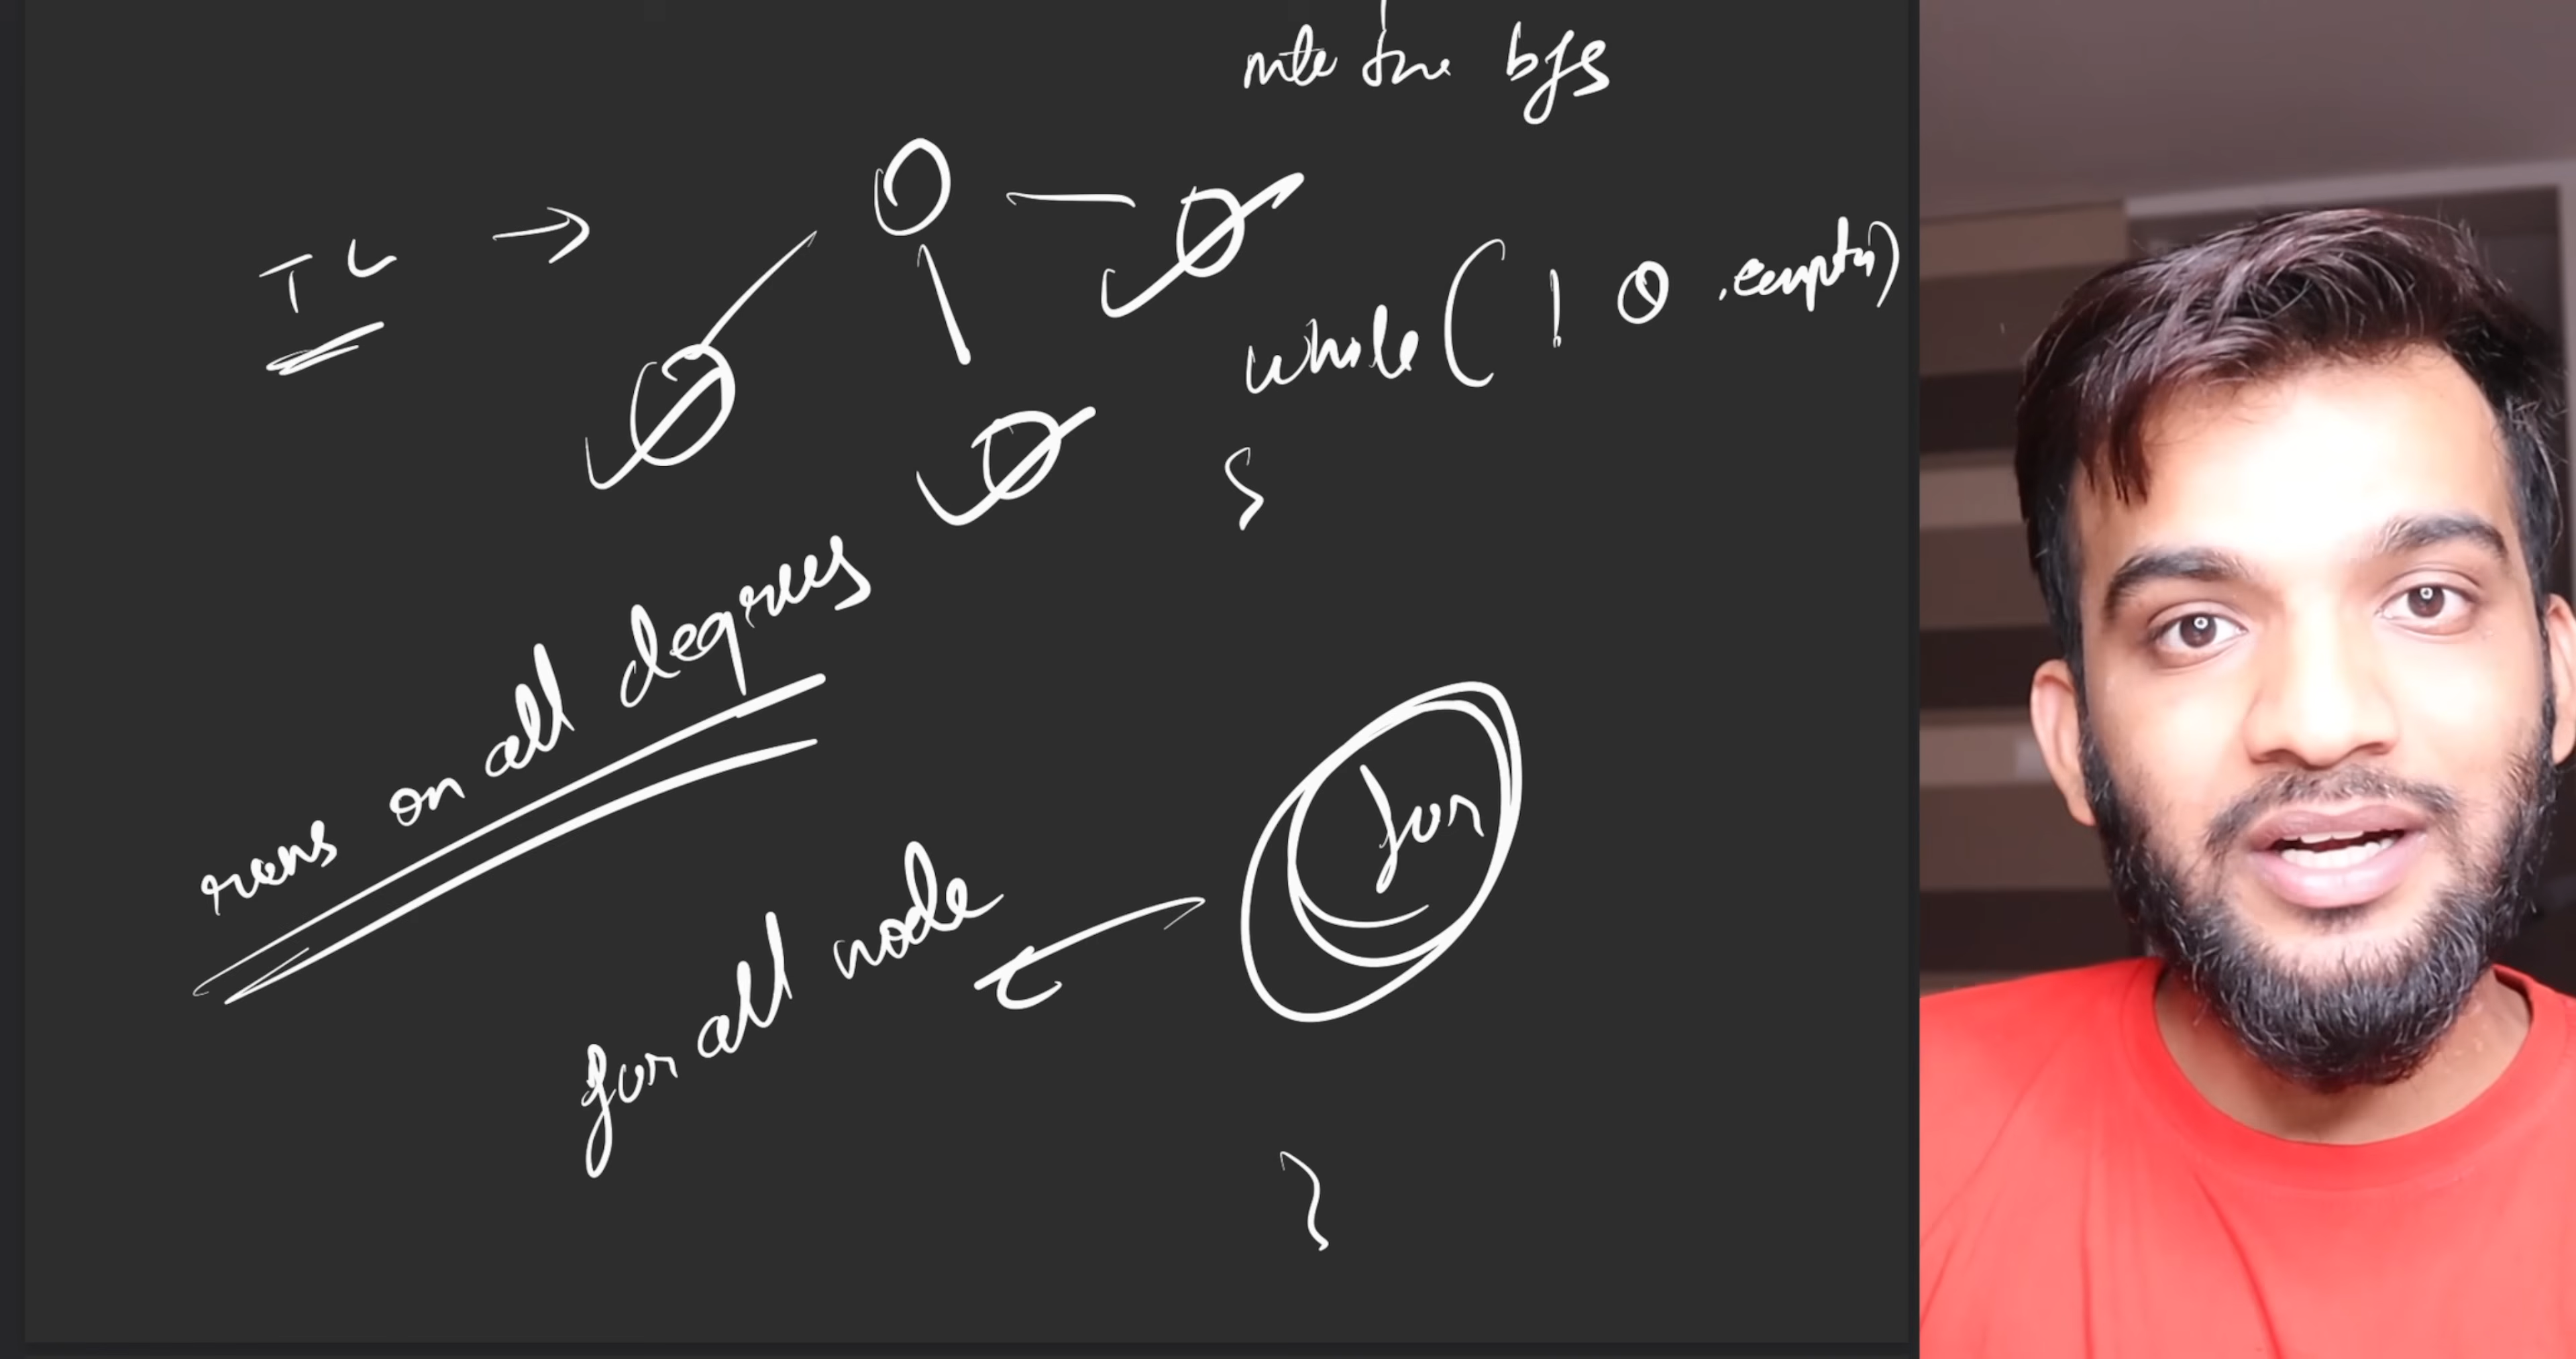 bfs
TC →
while ( ! Q .empty)
{
runs on all degrees
for
for all node
}